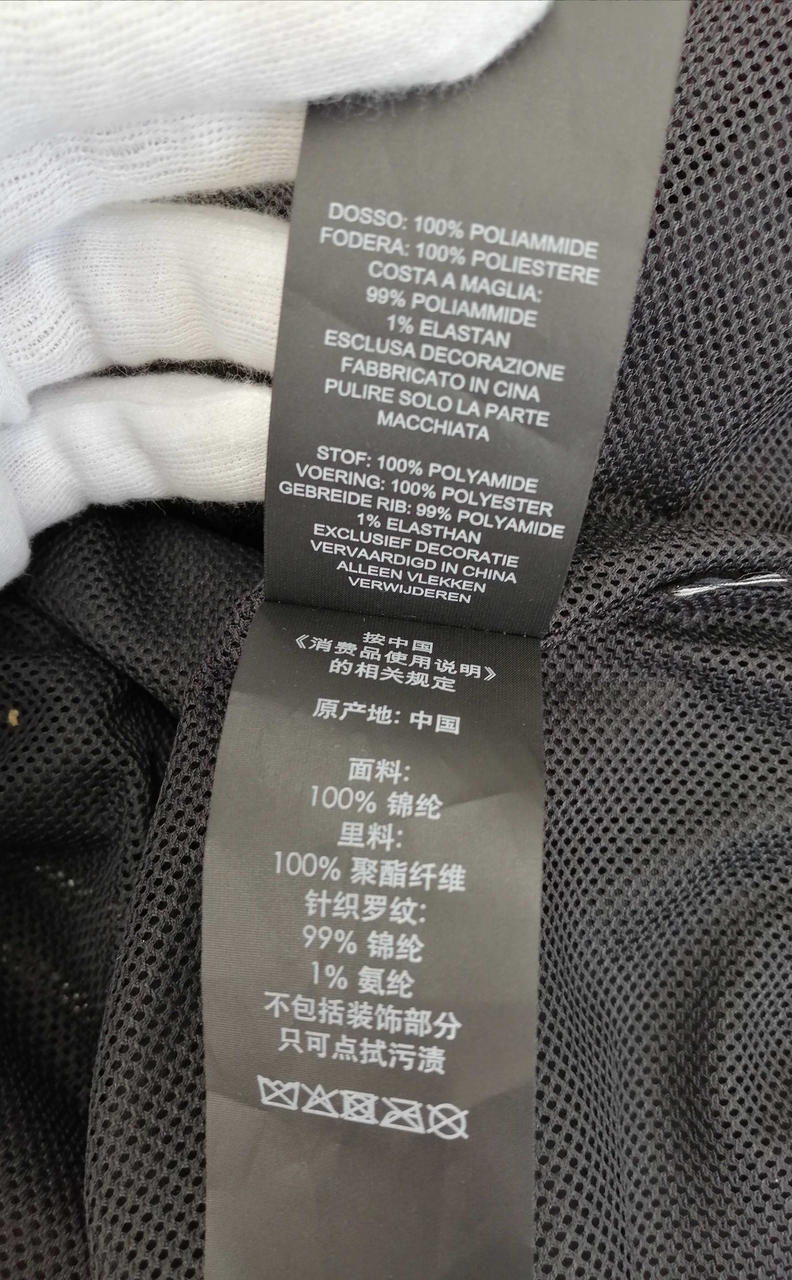 DOSSO: 100% POLIAMMIDE
FODERA: 100% POLIESTERE
COSTA A MAGLIA:
99% POLIAMMIDE
1% ELASTAN
ESCLUSA DECORAZIONE
FABBRICATO IN CINA
PULIRE SOLO LA PARTE
MACCHIATA
STOF: 100% POLYAMIDE
VOERING: 100% POLYESTER
GEBREIDE RIB: 99% POLYAMIDE
1% ELASTHAN
EXCLUSIEF DECORATIE
VERVAARDIGD IN CHINA
ALLEEN VLEKKEN
VERWIJDEREN
按中国
《消费品使用说明》
的相关规定
原产地: 中国
面料:
100% 锦纶
里料:
100% 聚酯纤维
针织罗纹:
99% 锦纶
1% 氨纶
不包括装饰部分
只可点拭污渍